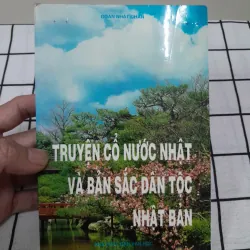 TRUYỆN CỔ NƯỚC NHẬT
VÀ BẢN SẮC DÂN TỘC
NHẬT BẢN